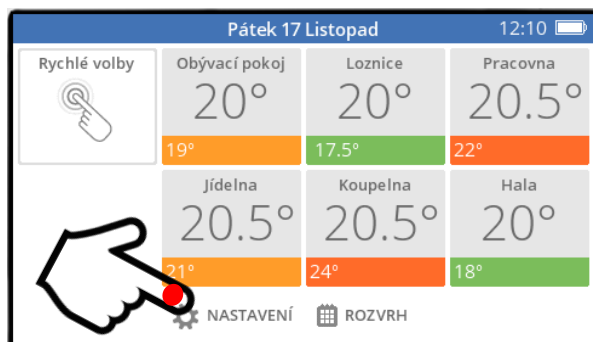 Pátek 17 Listopad 12:10
Rychlé volby
Obývací pokoj
20°
19°
Loznice
20°
17.5°
Pracovna
20.5°
22°
Jídelna
20.5°
21°
Koupelna
20.5°
24°
Hala
20°
18°
NASTAVENÍ ROZVRH